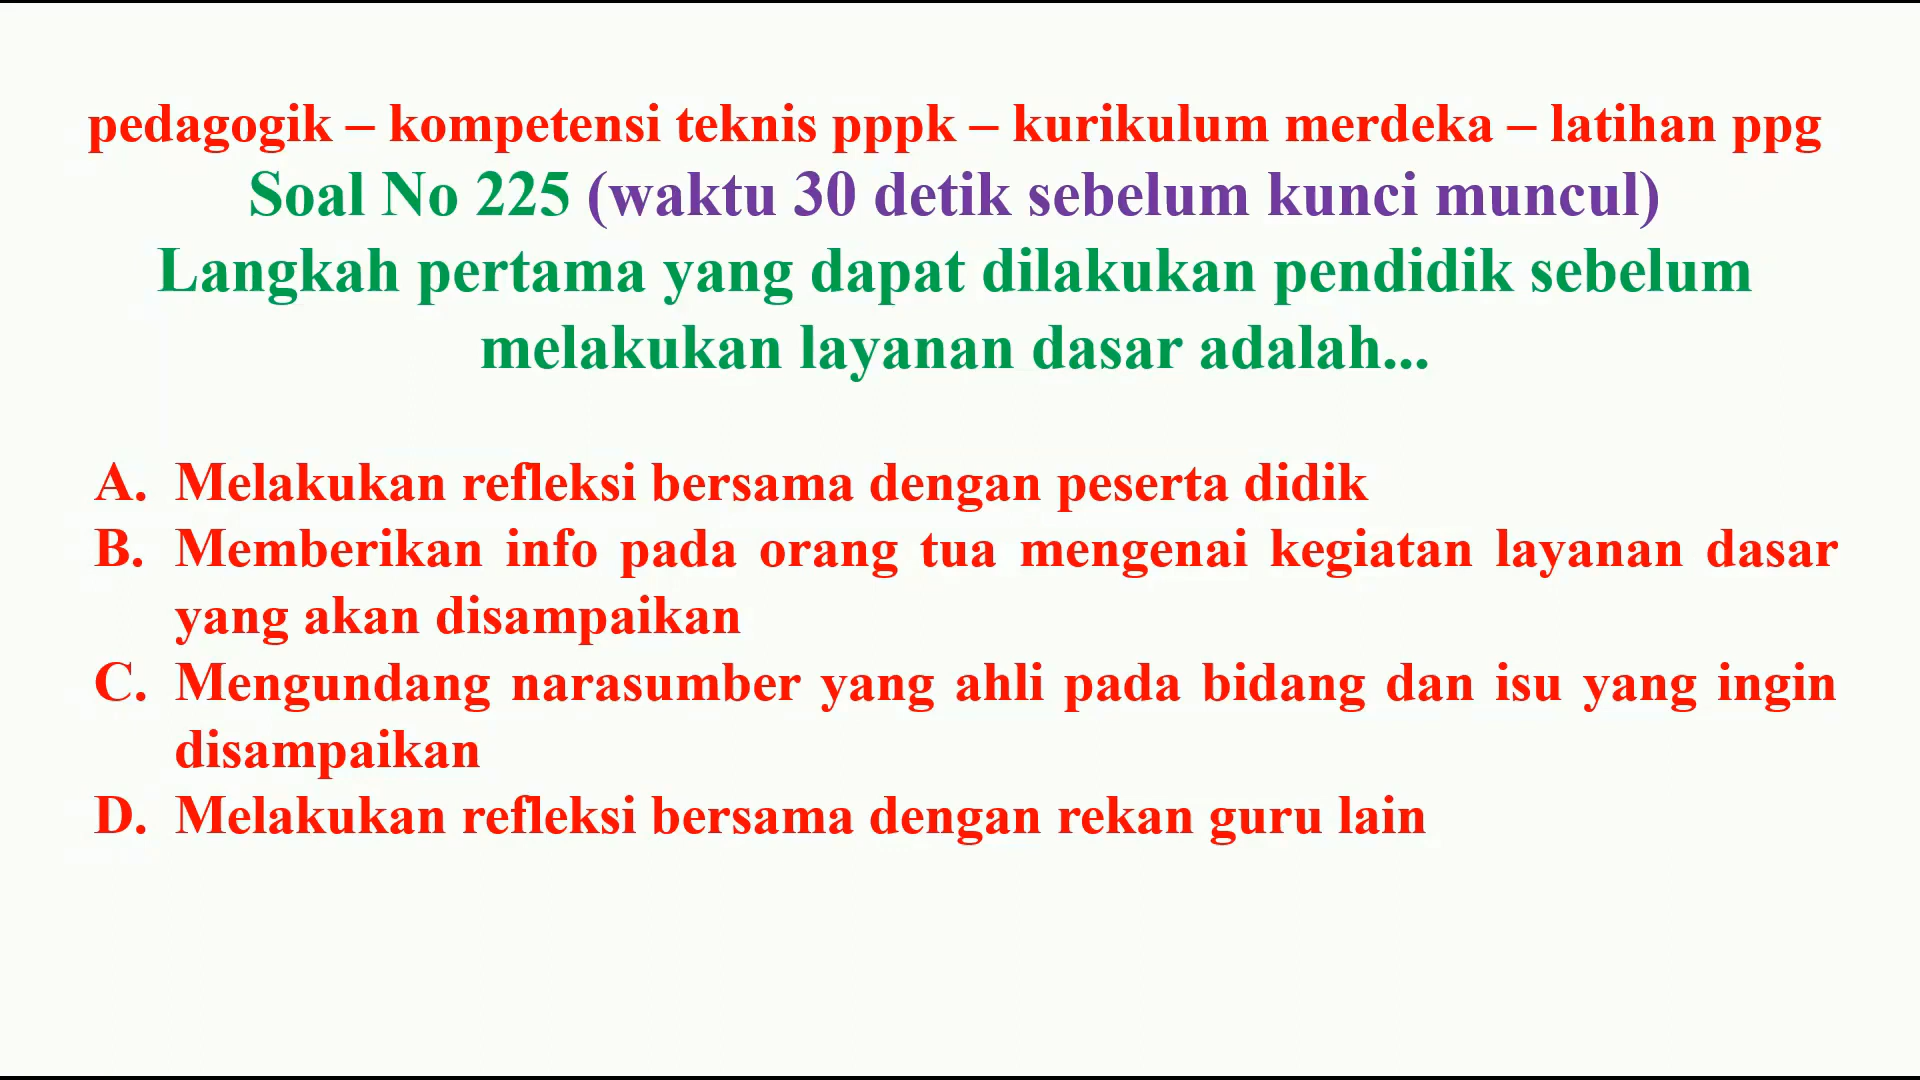 pedagogik – kompetensi teknis pppk – kurikulum merdeka – latihan ppg
Soal No 225 (waktu 30 detik sebelum kunci muncul)
Langkah pertama yang dapat dilakukan pendidik sebelum
melakukan layanan dasar adalah...
A. Melakukan refleksi bersama dengan peserta didik
B. Memberikan info pada orang tua mengenai kegiatan layanan dasar
yang akan disampaikan
C. Mengundang narasumber yang ahli pada bidang dan isu yang ingin
disampaikan
D. Melakukan refleksi bersama dengan rekan guru lain